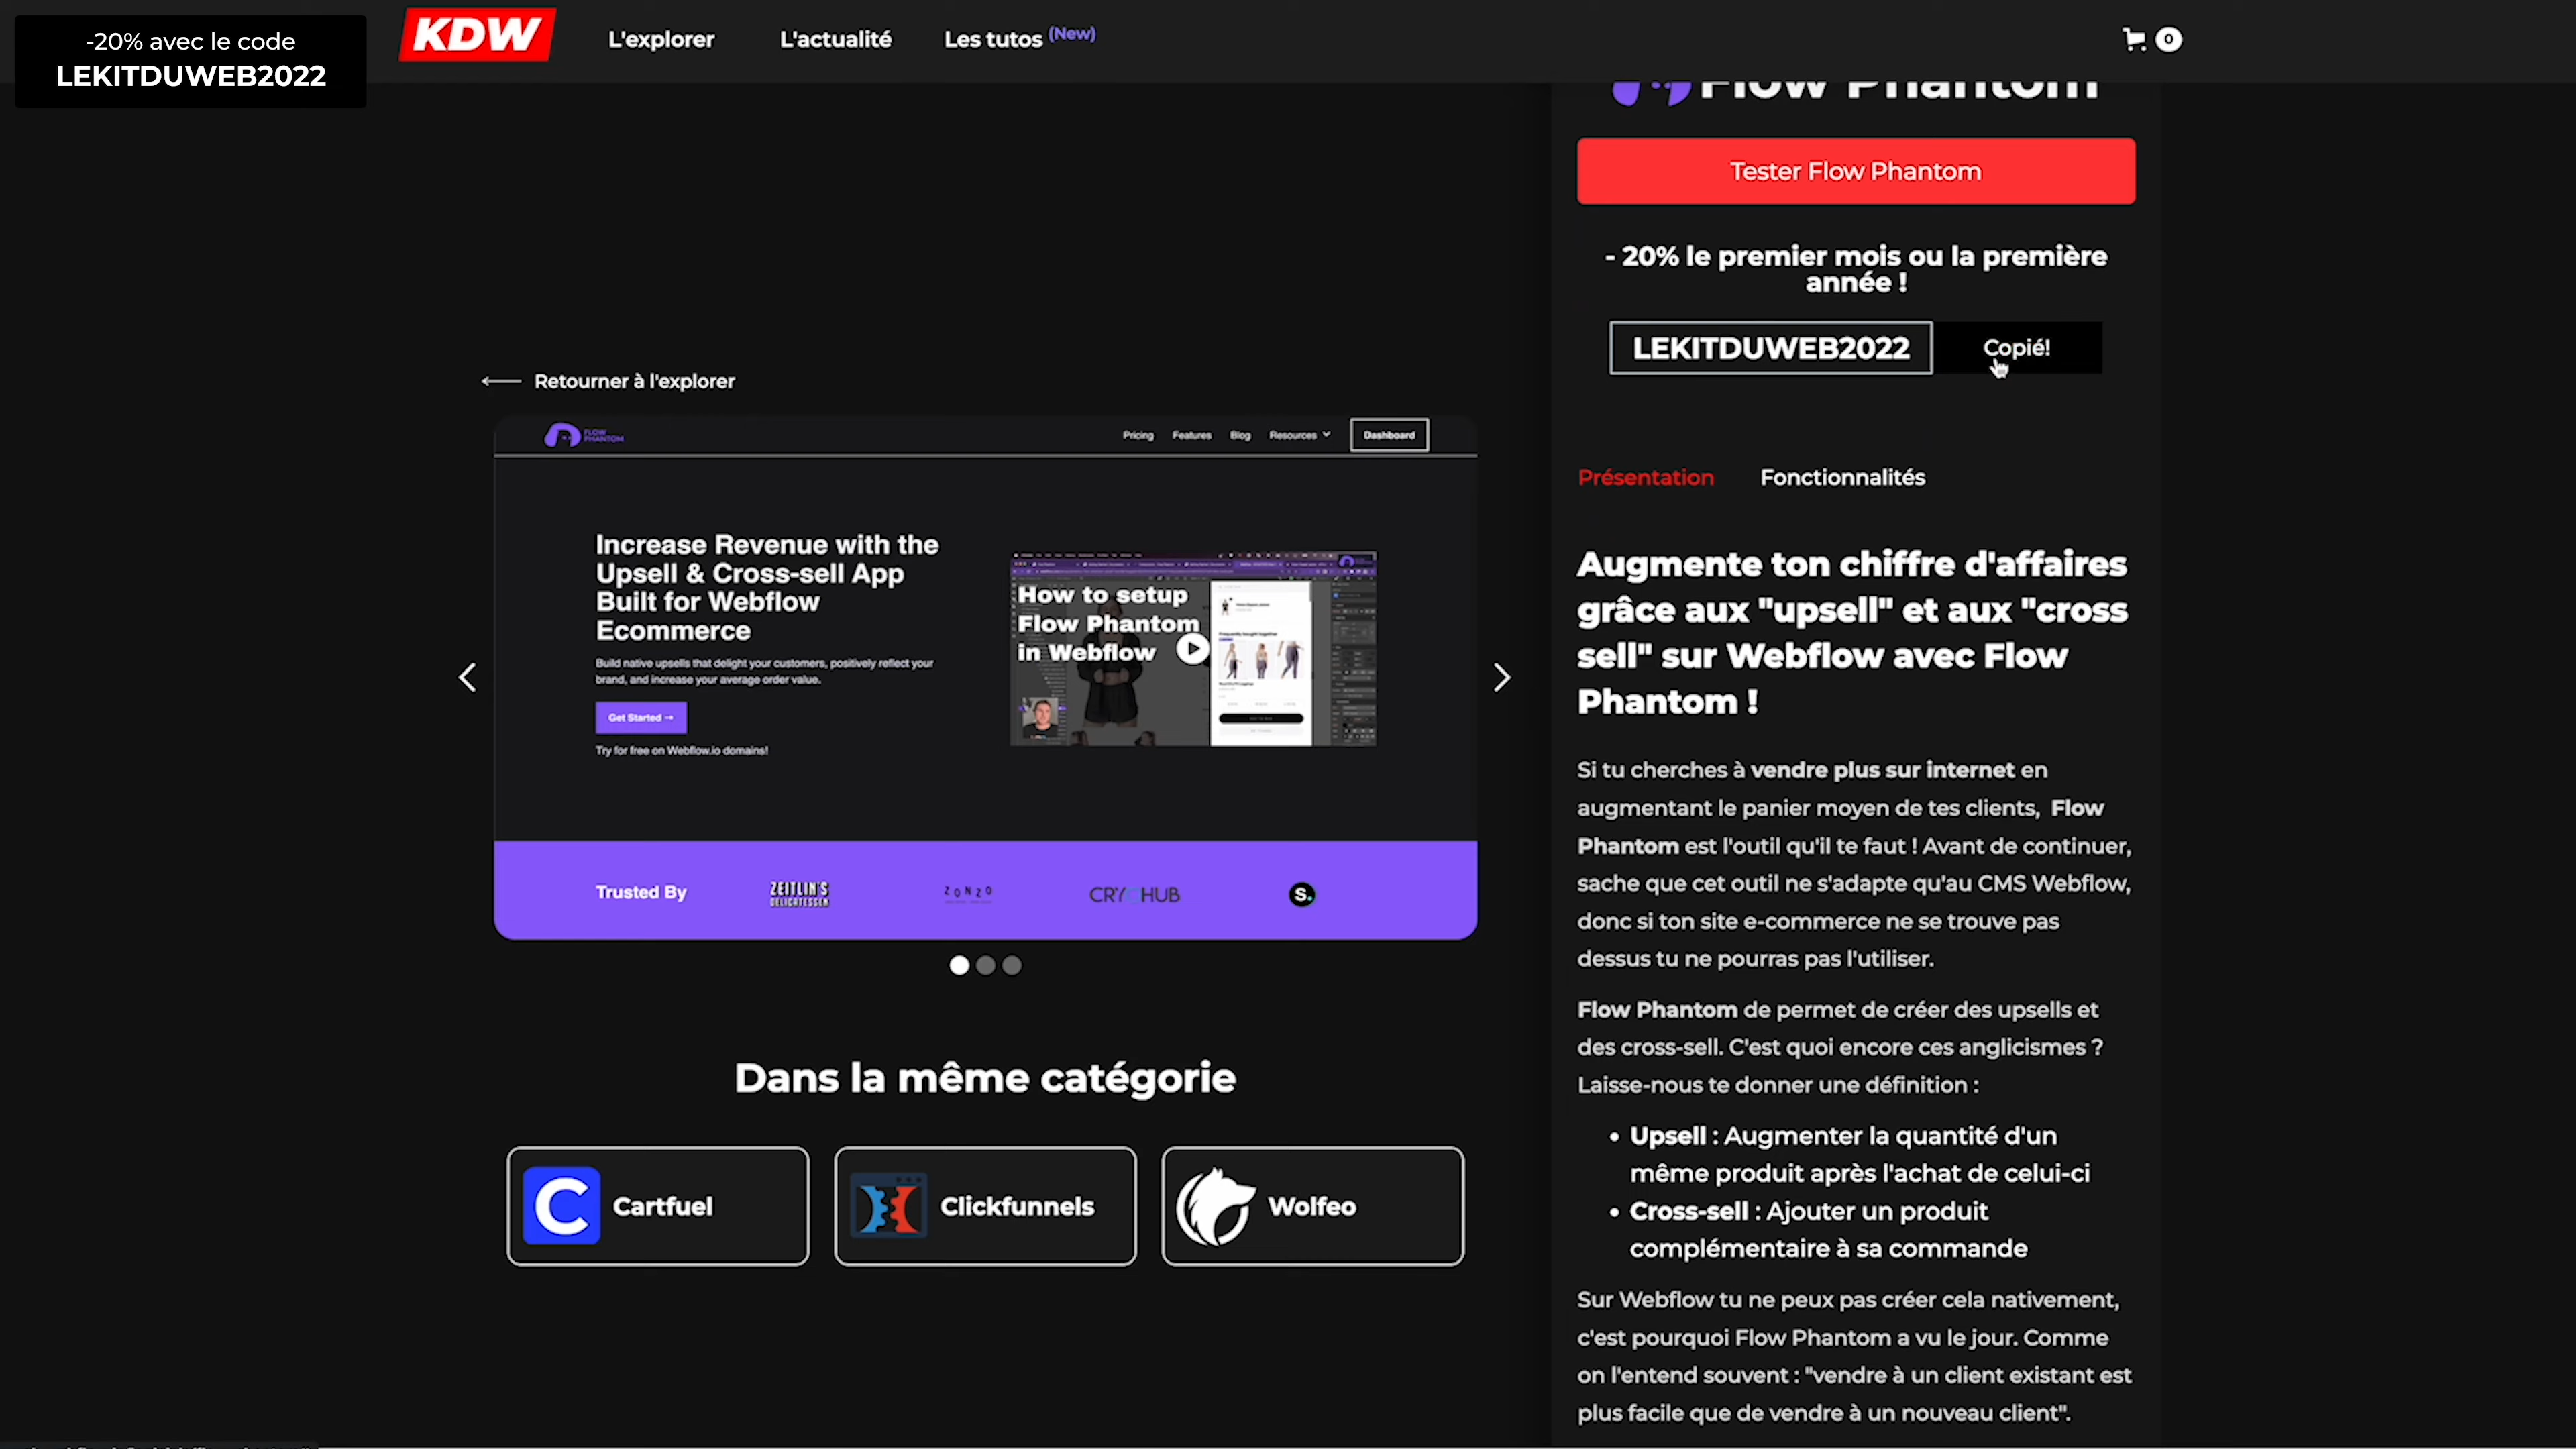 -20% avec le code
LEKITDUWEB2022
KDW
L'explorer
L'actualité
Les tutos (New)
0
Flow Phantom
Tester Flow Phantom
- 20% le premier mois ou la première
année !
LEKITDUWEB2022
Copié!
Retourner à l'explorer
FLOW
PHANTOM
Pricing
Features
Blog
Resources
Dashboard
Increase Revenue with the
Upsell & Cross-sell App
Built for Webflow
Ecommerce
Build native upsells that delight your customers, positively reflect your
brand, and increase your average order value.
Get Started →
Try for free on Webflow.io domains!
How to setup
Flow Phantom
in Webflow
Frequently bought together
Trusted By
ZEITLIN'S
DELICATESSEN
ZONZO
S.
Dans la même catégorie
Cartfuel
Clickfunnels
Wolfeo
Présentation
Fonctionnalités
Augmente ton chiffre d'affaires
grâce aux "upsell" et aux "cross
sell" sur Webflow avec Flow
Phantom !
Si tu cherches à vendre plus sur internet en
augmentant le panier moyen de tes clients, Flow
Phantom est l'outil qu'il te faut ! Avant de continuer,
sache que cet outil ne s'adapte qu'au CMS Webflow,
donc si ton site e-commerce ne se trouve pas
dessus tu ne pourras pas l'utiliser.
Flow Phantom de permet de créer des upsells et
des cross-sell. C'est quoi encore ces anglicismes ?
Laisse-nous te donner une définition :
• Upsell : Augmenter la quantité d'un
même produit après l'achat de celui-ci
• Cross-sell : Ajouter un produit
complémentaire à sa commande
Sur Webflow tu ne peux pas créer cela nativement,
c'est pourquoi Flow Phantom a vu le jour. Comme
on l'entend souvent : "vendre à un client existant est
plus facile que de vendre à un nouveau client".